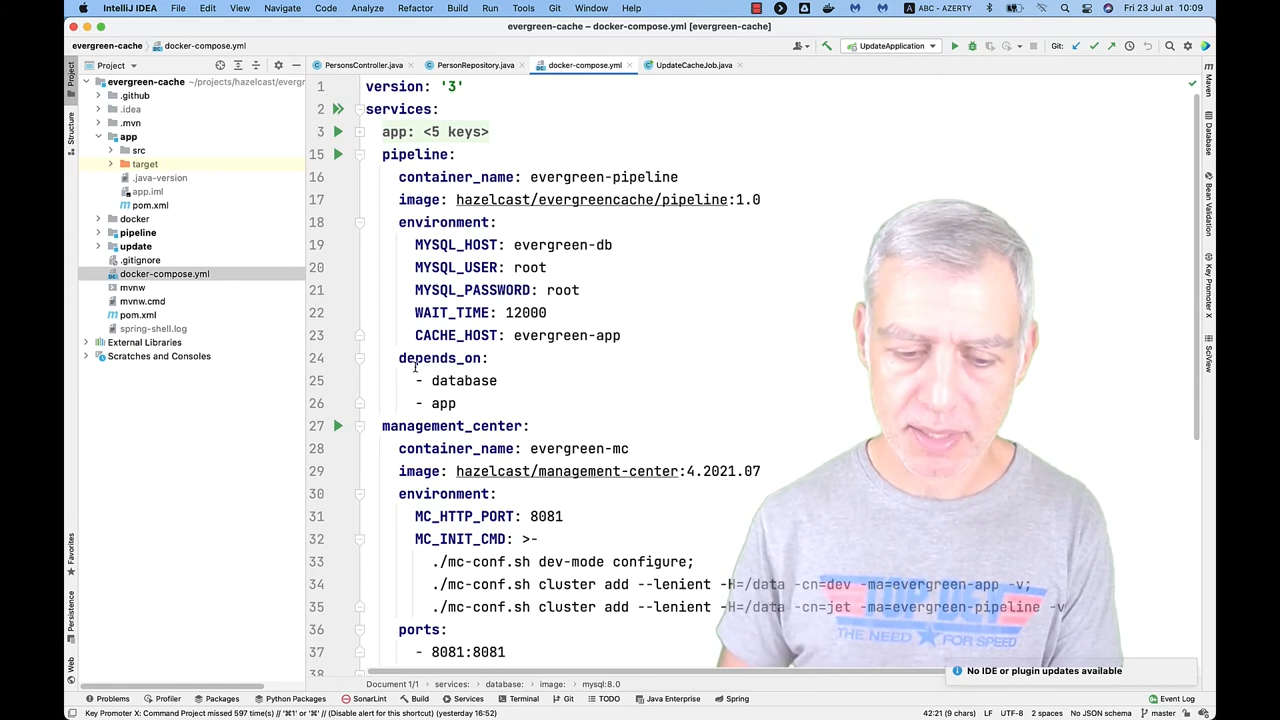 IntelliJ IDEA File Edit View Navigate Code Analyze Refactor Build Run Tools Git Window Help A ABC - AZERTY Fri 23 Jul at 10:09
evergreen-cache – docker-compose.yml [evergreen-cache]
evergreen-cache docker-compose.yml UpdateApplication Git:
Project PersonsController.java PersonRepository.java docker-compose.yml UpdateCacheJob.java
evergreen-cache ~/projects/hazelcast/evergr
.github
.idea
.mvn
app
src
target
.java-version
app.iml
pom.xml
docker
pipeline
update
.gitignore
docker-compose.yml
mvnw
mvnw.cmd
pom.xml
spring-shell.log
External Libraries
Scratches and Consoles
Project
Structure
Favorites
Persistence
Web
1 version: '3'
2 services:
3 app: <5 keys>
15 pipeline:
16 container_name: evergreen-pipeline
17 image: hazelcast/evergreencache/pipeline:1.0
18 environment:
19 MYSQL_HOST: evergreen-db
20 MYSQL_USER: root
21 MYSQL_PASSWORD: root
22 WAIT_TIME: 12000
23 CACHE_HOST: evergreen-app
24 depends_on:
25 - database
26 - app
27 management_center:
28 container_name: evergreen-mc
29 image: hazelcast/management-center:4.2021.07
30 environment:
31 MC_HTTP_PORT: 8081
32 MC_INIT_CMD: >-
33 ./mc-conf.sh dev-mode configure;
34 ./mc-conf.sh cluster add --lenient -H=/data -cn=dev -ma=evergreen-app -v;
35 ./mc-conf.sh cluster add --lenient -H=/data -cn=jet -ma=evergreen-pipeline -v
36 ports:
37 - 8081:8081
Maven
Database
Bean Validation
Key Promoter X
SciView
THE NEED FOR SPEED
No IDE or plugin updates available
Document 1/1 services: database: image: mysql:8.0
Problems Profiler Packages Python Packages SonarLint Build Services Terminal Git TODO Java Enterprise Spring Event Log
Key Promoter X: Command Project missed 597 time(s) // '⌘1' or '⌘' // (Disable alert for this shortcut) (yesterday 16:52) 42:21 (9 chars) LF UTF-8 2 spaces No JSON schema master